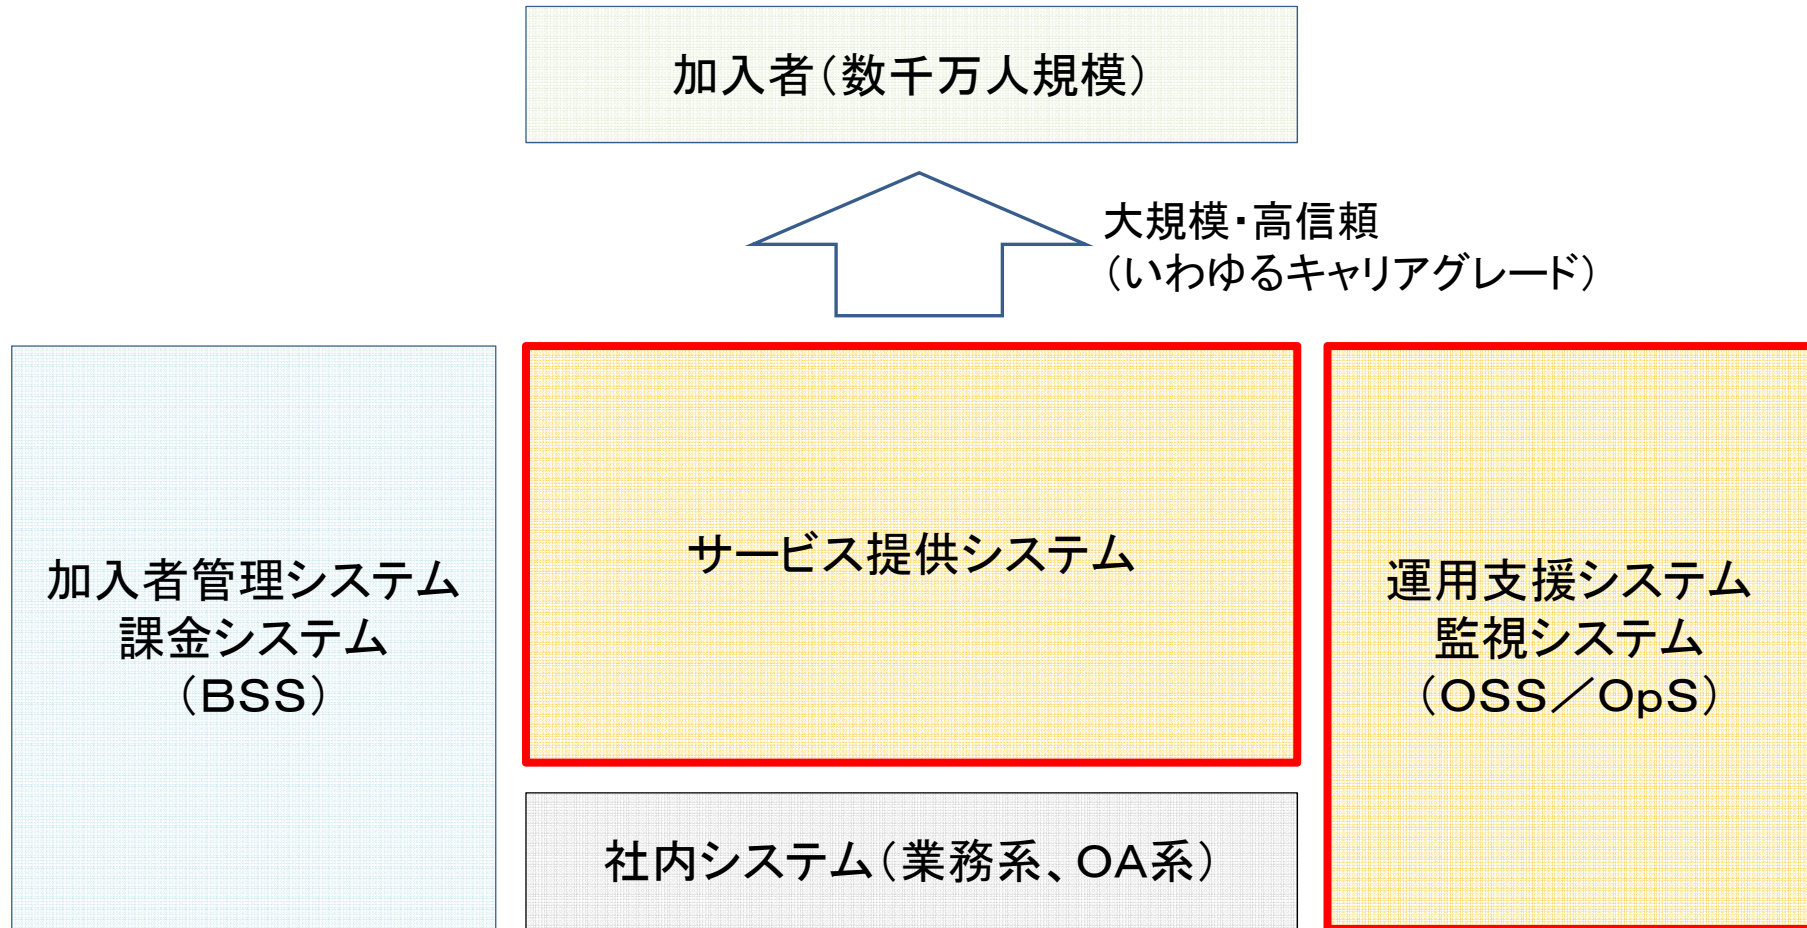 加入者(数千万人規模)
大規模・高信頼
(いわゆるキャリアグレード)
加入者管理システム
課金システム
(BSS)
サービス提供システム
運用支援システム
監視システム
(OSS/OpS)
社内システム(業務系、OA系)